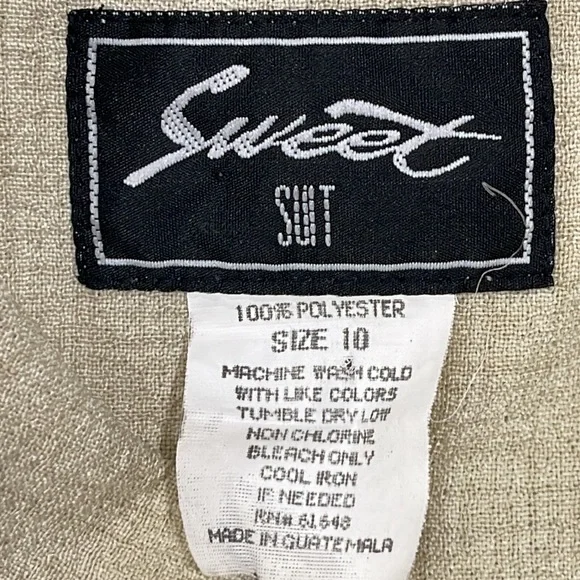 Sweet
SUIT
100% POLYESTER
SIZE 10
MACHINE WASH COLD
WITH LIKE COLORS
TUMBLE DRY LOW
NON CHLORINE
BLEACH ONLY
COOL IRON
IF NEEDED
RN# 61648
MADE IN GUATEMALA